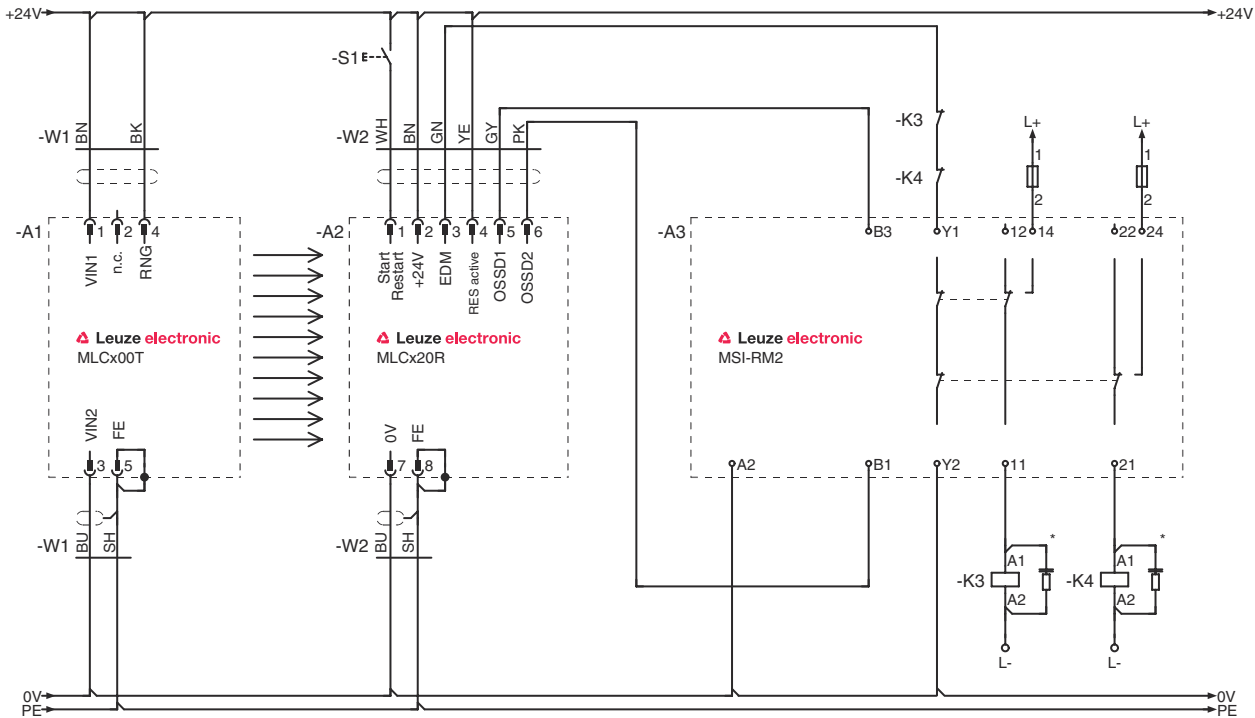 +24V +24V
-S1
-W1 BN BK
-W2 WH BN GN YE GY PK
-K3
-K4
L+ L+
1 1
2 2
-A1 1 2 4
VIN1 n.c. RNG
-A2 1 2 3 4 5 6
Start
Restart
+24V
EDM
RES active
OSSD1
OSSD2
-A3 B3 Y1 12 14 22 24
Leuze electronic
MLCx00T
Leuze electronic
MLCx20R
Leuze electronic
MSI-RM2
VIN2 FE
3 5
0V FE
7 8
A2 B1 Y2 11 21
-W1 BU SH
-W2 BU SH
* *
-K3 A1 A2
-K4 A1 A2
L- L-
0V 0V
PE PE